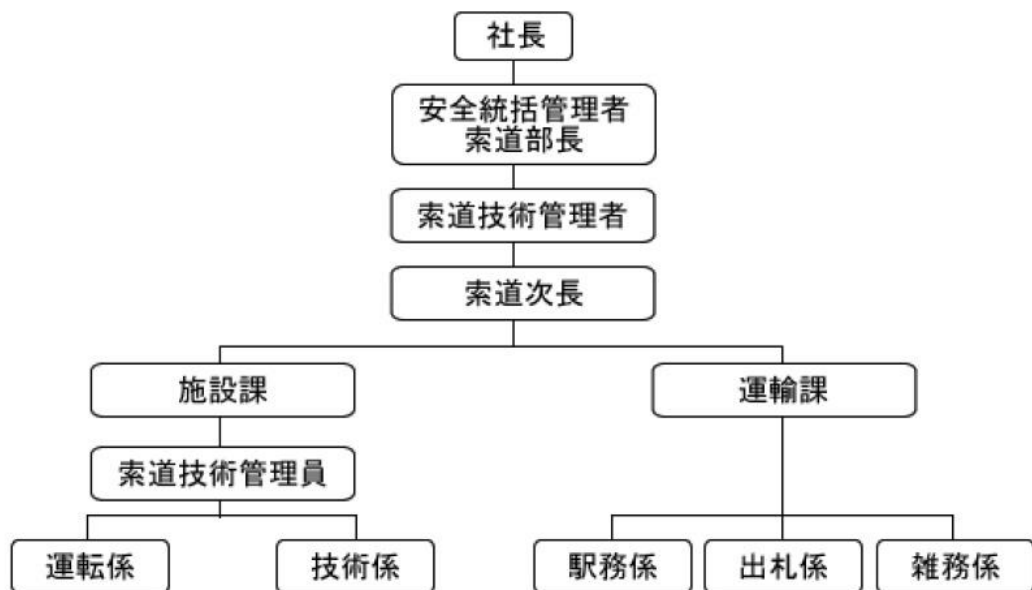 社長
安全統括管理者
索道部長
索道技術管理者
索道次長
施設課
運輸課
索道技術管理員
運転係
技術係
駅務係
出札係
雑務係